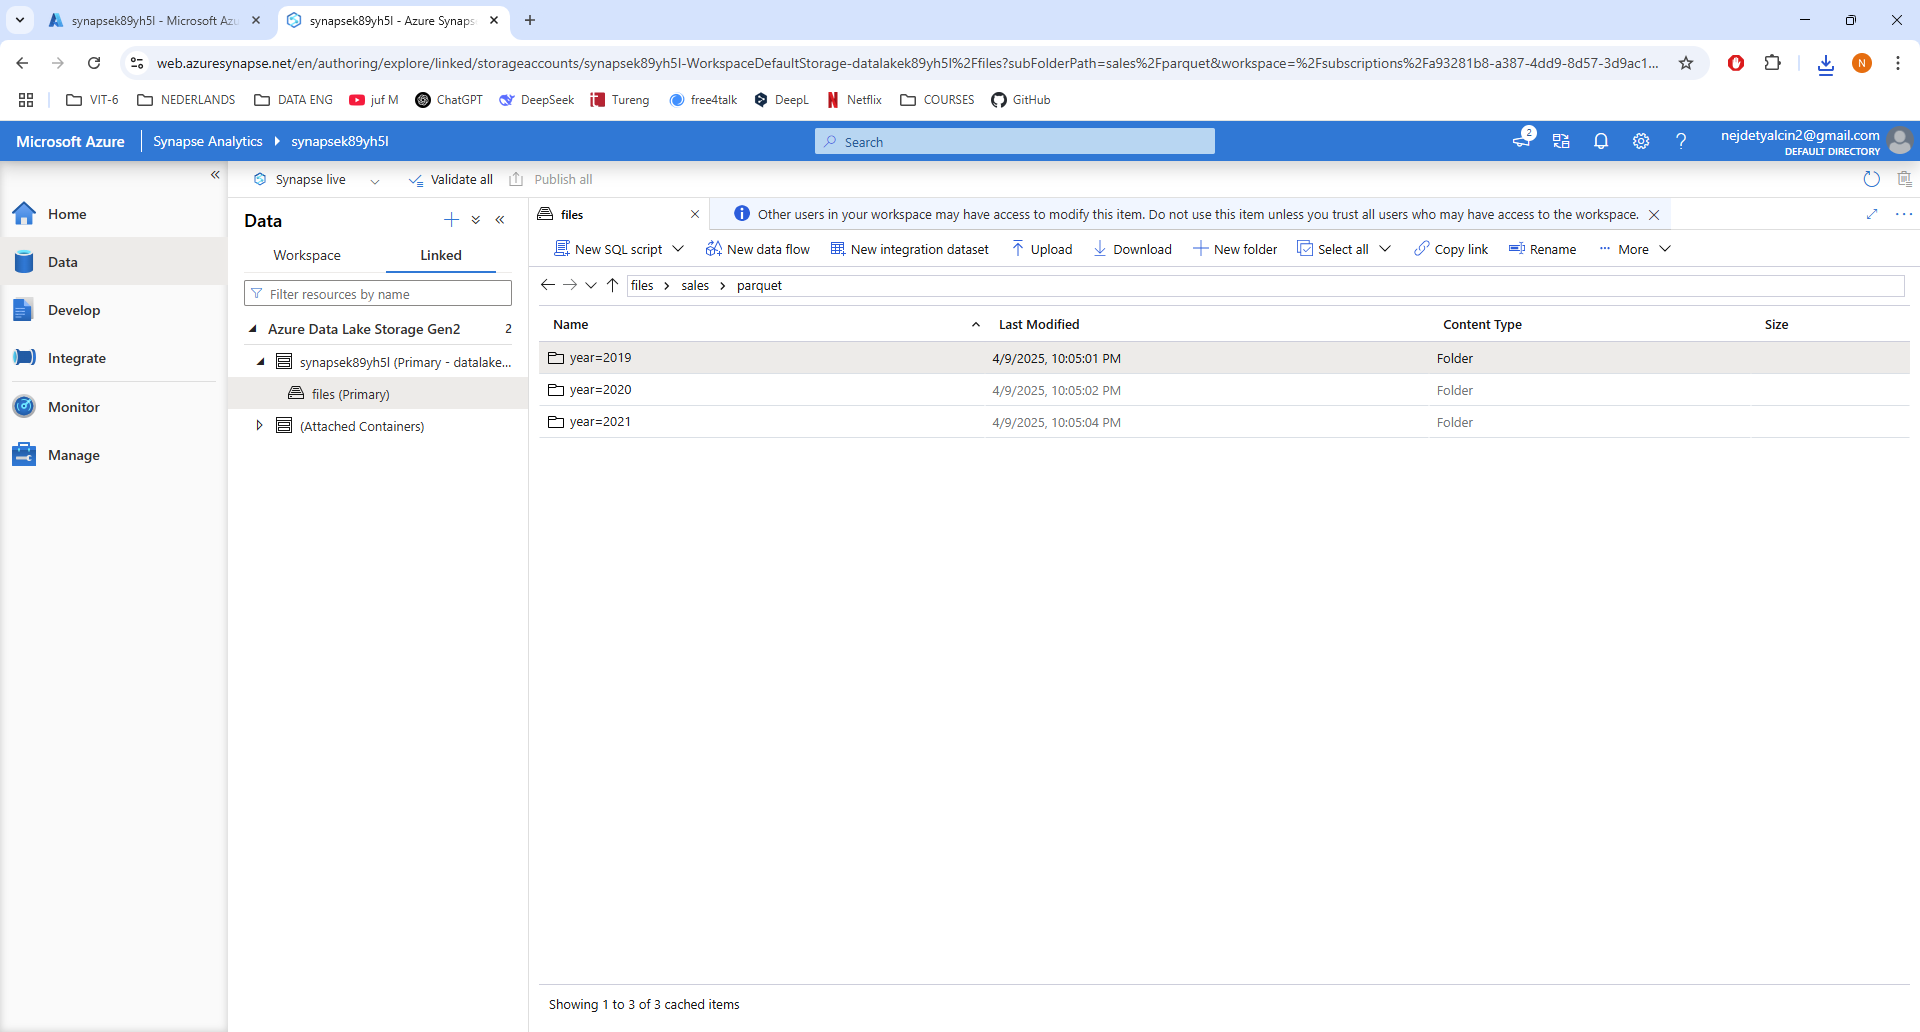 synapsek89yh5l - Microsoft Azu
synapsek89yh5l - Azure Synaps
web.azuresynapse.net/en/authoring/explore/linked/storageaccounts/synapsek89yh5l-WorkspaceDefaultStorage-datalakek89yh5l%2Ffiles?subFolderPath=sales%2Fparquet&workspace=%2Fsubscriptions%2Fa93281b8-a387-4dd9-8d57-3d9ac1...
N
VIT-6 NEDERLANDS DATA ENG juf M ChatGPT DeepSeek Tureng free4talk DeepL Netflix COURSES GitHub
Microsoft Azure Synapse Analytics synapsek89yh5l Search 2 nejdetyalcin2@gmail.com
DEFAULT DIRECTORY
Synapse live Validate all Publish all
Home
Data
Develop
Integrate
Monitor
Manage
Data
Workspace Linked
Filter resources by name
Azure Data Lake Storage Gen2 2
synapsek89yh5l (Primary - datalake...
files (Primary)
(Attached Containers)
files
Other users in your workspace may have access to modify this item. Do not use this item unless you trust all users who may have access to the workspace.
New SQL script New data flow New integration dataset Upload Download New folder Select all Copy link Rename More
files sales parquet
Name Last Modified Content Type Size
year=2019 4/9/2025, 10:05:01 PM Folder
year=2020 4/9/2025, 10:05:02 PM Folder
year=2021 4/9/2025, 10:05:04 PM Folder
Showing 1 to 3 of 3 cached items